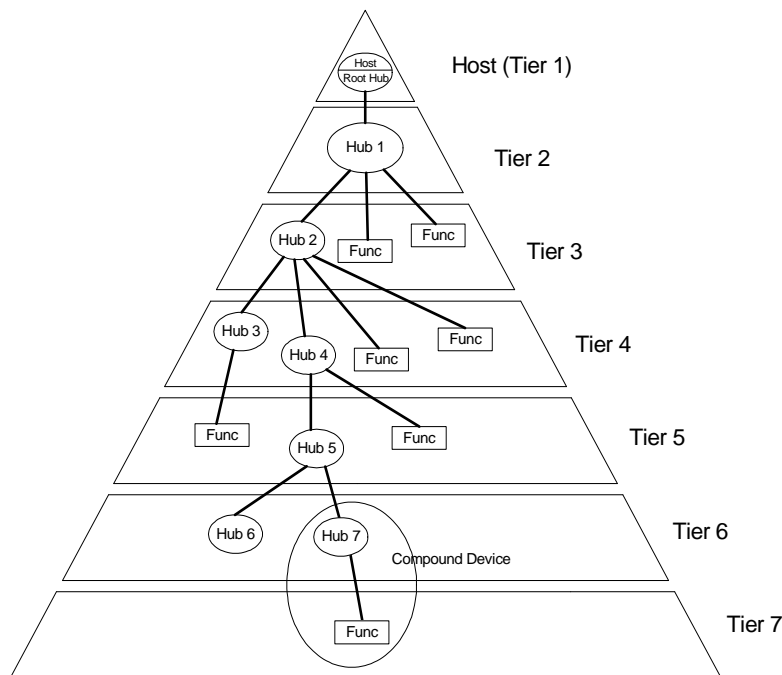 Host
Root Hub
Host (Tier 1)
Hub 1
Tier 2
Hub 2
Func
Func
Tier 3
Hub 3
Hub 4
Func
Func
Tier 4
Func
Hub 5
Func
Tier 5
Hub 6
Hub 7
Compound Device
Tier 6
Func
Tier 7